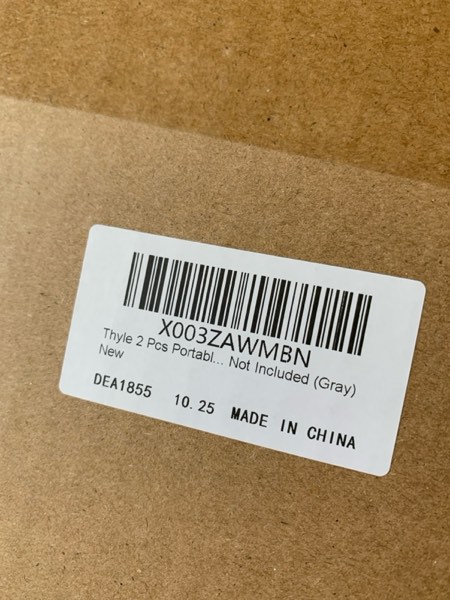 X003ZAWMBN
Thyle 2 Pcs Portabl... Not Included (Gray)
New
DEA1855 10.25 MADE IN CHINA